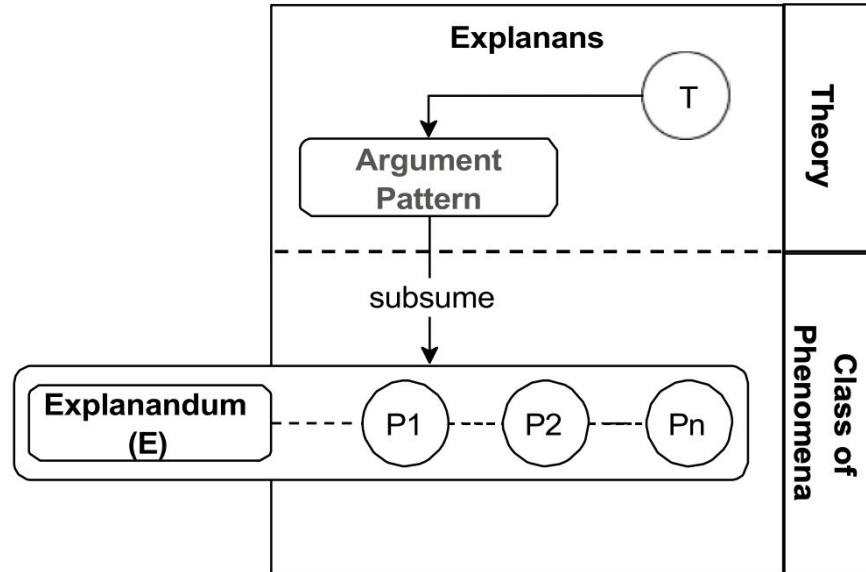 Explanans
T
Argument
Pattern
Theory
subsume
Explanandum
(E)
P1
P2
Pn
Class of
Phenomena